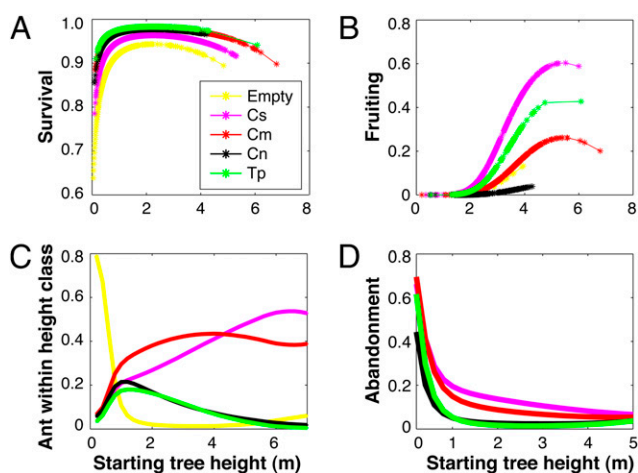 A
B
Survival
1.0
0.9
0.8
0.7
0.6
0 2 4 6 8
Empty
Cs
Cm
Cn
Tp
Fruiting
0.8
0.6
0.4
0.2
0
0 2 4 6 8
C
D
Ant within height class
0.8
0.6
0.4
0.2
0
0 2 4 6
Starting tree height (m)
Abandonment
0.8
0.6
0.4
0.2
0
0 1 2 3 4 5
Starting tree height (m)